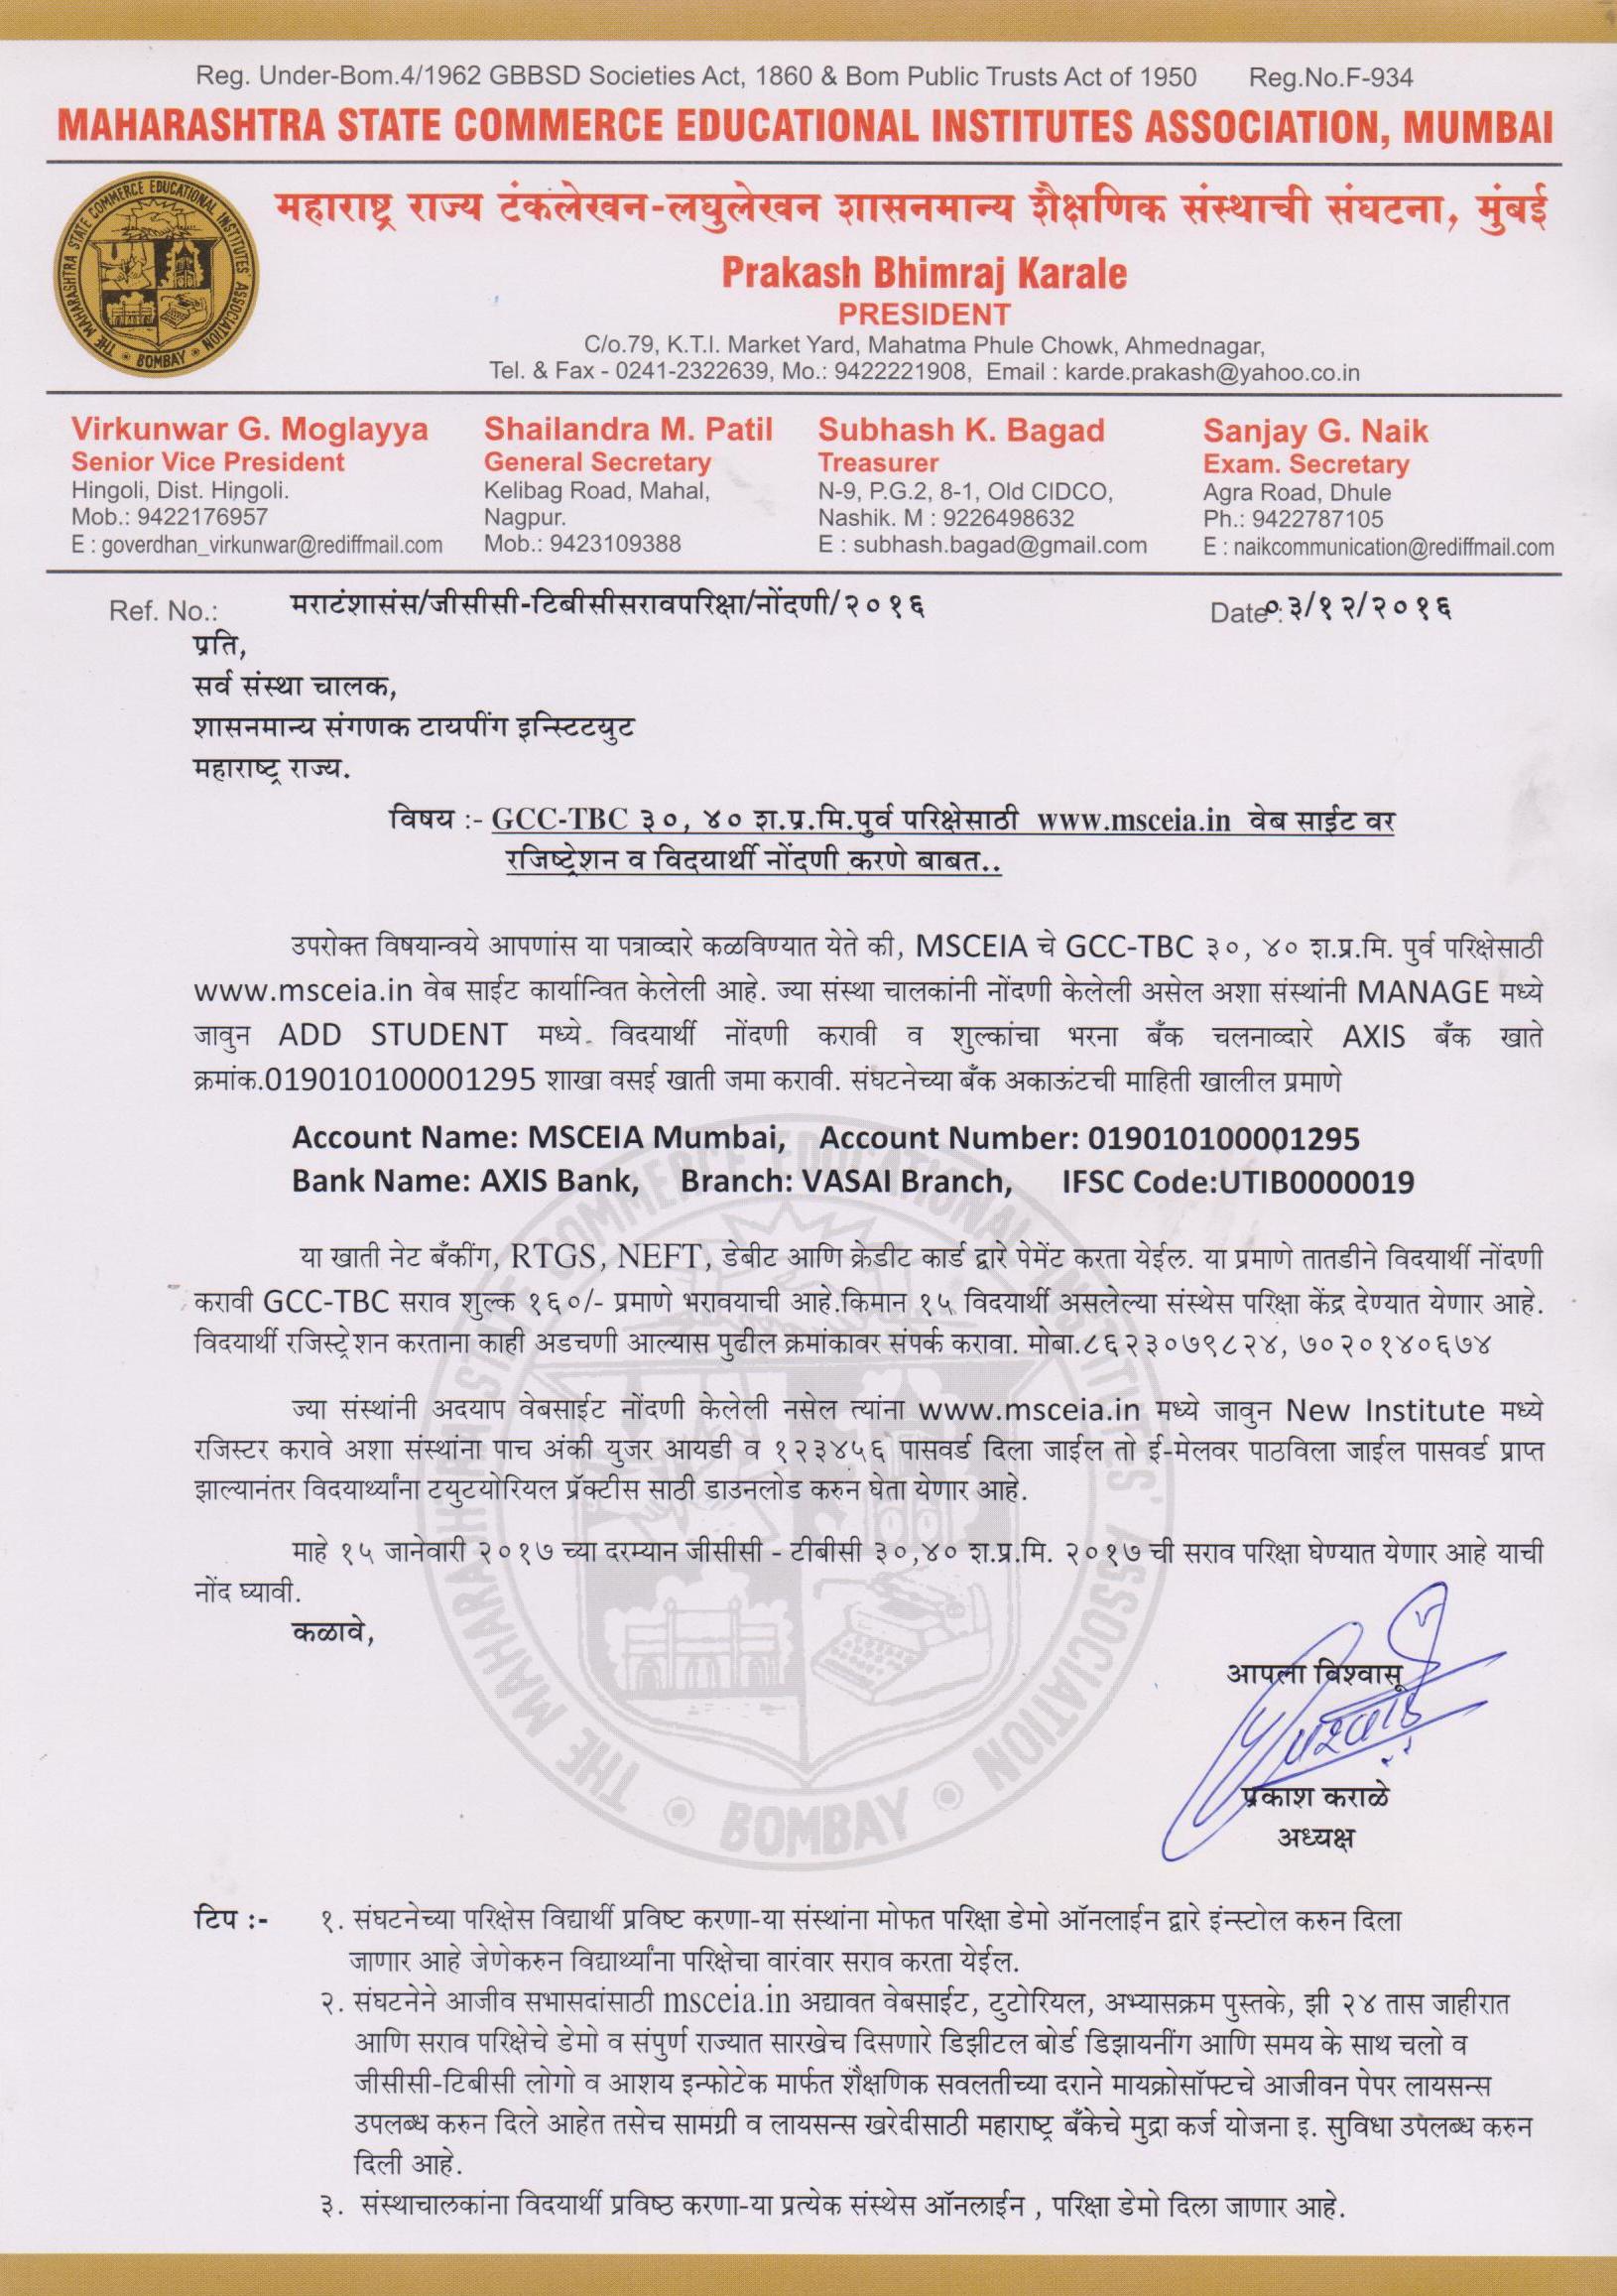 Reg. Under-Bom.4/1962 GBBSD Societies Act, 1860 & Bom Public Trusts Act of 1950 Reg.No.F-934
MAHARASHTRA STATE COMMERCE EDUCATIONAL INSTITUTES ASSOCIATION, MUMBAI
THE MAHARASHTRA STATE COMMERCE EDUCATIONAL INSTITUTES ASSOCIATION
BOMBAY
महाराष्ट्र राज्य टंकलेखन-लघुलेखन शासनमान्य शैक्षणिक संस्थाची संघटना, मुंबई
Prakash Bhimraj Karale
PRESIDENT
C/o.79, K.T.I. Market Yard, Mahatma Phule Chowk, Ahmednagar,
Tel. & Fax - 0241-2322639, Mo.: 9422221908, Email : karde.prakash@yahoo.co.in
Virkunwar G. Moglayya
Senior Vice President
Hingoli, Dist. Hingoli.
Mob.: 9422176957
E : goverdhan_virkunwar@rediffmail.com
Shailandra M. Patil
General Secretary
Kelibag Road, Mahal,
Nagpur.
Mob.: 9423109388
Subhash K. Bagad
Treasurer
N-9, P.G.2, 8-1, Old CIDCO,
Nashik. M : 9226498632
E : subhash.bagad@gmail.com
Sanjay G. Naik
Exam. Secretary
Agra Road, Dhule
Ph.: 9422787105
E : naikcommunication@rediffmail.com
Ref. No.: मराटंशासंस/जीसीसी-टिबीसीसरावपरिक्षा/नोंदणी/२०१६ Date: ०३/१२/२०१६
प्रति,
सर्व संस्था चालक,
शासनमान्य संगणक टायपींग इन्स्टिटयुट
महाराष्ट्र राज्य.
विषय :- GCC-TBC ३०, ४० श.प्र.मि.पुर्व परिक्षेसाठी www.msceia.in वेब साईट वर
रजिष्ट्रेशन व विदयार्थी नोंदणी करणे बाबत..
उपरोक्त विषयान्वये आपणांस या पत्राव्दारे कळविण्यात येते की, MSCEIA चे GCC-TBC ३०, ४० श.प्र.मि. पुर्व परिक्षेसाठी
www.msceia.in वेब साईट कार्यान्वित केलेली आहे. ज्या संस्था चालकांनी नोंदणी केलेली असेल अशा संस्थांनी MANAGE मध्ये
जावुन ADD STUDENT मध्ये विदयार्थी नोंदणी करावी व शुल्कांचा भरना बँक चलनाव्दारे AXIS बँक खाते
क्रमांक.019010100001295 शाखा वसई खाती जमा करावी. संघटनेच्या बँक अकाऊंटची माहिती खालील प्रमाणे
Account Name: MSCEIA Mumbai, Account Number: 019010100001295
Bank Name: AXIS Bank, Branch: VASAI Branch, IFSC Code:UTIB0000019
या खाती नेट बँकींग, RTGS, NEFT, डेबीट आणि क्रेडीट कार्ड द्वारे पेमेंट करता येईल. या प्रमाणे तातडीने विदयार्थी नोंदणी
करावी GCC-TBC सराव शुल्क १६०/- प्रमाणे भरावयाची आहे.किमान १५ विदयार्थी असलेल्या संस्थेस परिक्षा केंद्र देण्यात येणार आहे.
विदयार्थी रजिस्ट्रेशन करताना काही अडचणी आल्यास पुढील क्रमांकावर संपर्क करावा. मोबा.८६२३०७९८२४, ७०२०१४०६७४
ज्या संस्थांनी अदयाप वेबसाईट नोंदणी केलेली नसेल त्यांना www.msceia.in मध्ये जावुन New Institute मध्ये
रजिस्टर करावे अशा संस्थांना पाच अंकी युजर आयडी व १२३४५६ पासवर्ड दिला जाईल तो ई-मेलवर पाठविला जाईल पासवर्ड प्राप्त
झाल्यानंतर विदयार्थ्यांना टयुटयोरियल प्रॅक्टीस साठी डाउनलोड करुन घेता येणार आहे.
माहे १५ जानेवारी २०१७ च्या दरम्यान जीसीसी - टीबीसी ३०,४० श.प्र.मि. २०१७ ची सराव परिक्षा घेण्यात येणार आहे याची
नोंद घ्यावी.
कळावे,
आपला विश्वासू
प्रकाश कराळे
अध्यक्ष
THE MAHARASHTRA STATE COMMERCE EDUCATIONAL INSTITUTES' ASSOCIATION
BOMBAY
टिप :- १. संघटनेच्या परिक्षेस विद्यार्थी प्रविष्ट करणा-या संस्थांना मोफत परिक्षा डेमो ऑनलाईन द्वारे इंन्स्टोल करुन दिला
जाणार आहे जेणेकरुन विद्यार्थ्यांना परिक्षेचा वारंवार सराव करता येईल.
२. संघटनेने आजीव सभासदांसाठी msceia.in अद्यावत वेबसाईट, टुटोरियल, अभ्यासक्रम पुस्तके, झी २४ तास जाहीरात
आणि सराव परिक्षेचे डेमो व संपुर्ण राज्यात सारखेच दिसणारे डिझीटल बोर्ड डिझायनींग आणि समय के साथ चलो व
जीसीसी-टिबीसी लोगो व आशय इन्फोटेक मार्फत शैक्षणिक सवलतीच्या दराने मायक्रोसॉफ्टचे आजीवन पेपर लायसन्स
उपलब्ध करुन दिले आहेत तसेच सामग्री व लायसन्स खरेदीसाठी महाराष्ट्र बँकेचे मुद्रा कर्ज योजना इ. सुविधा उपलब्ध करुन
दिली आहे.
३. संस्थाचालकांना विदयार्थी प्रविष्ठ करणा-या प्रत्येक संस्थेस ऑनलाईन , परिक्षा डेमो दिला जाणार आहे.